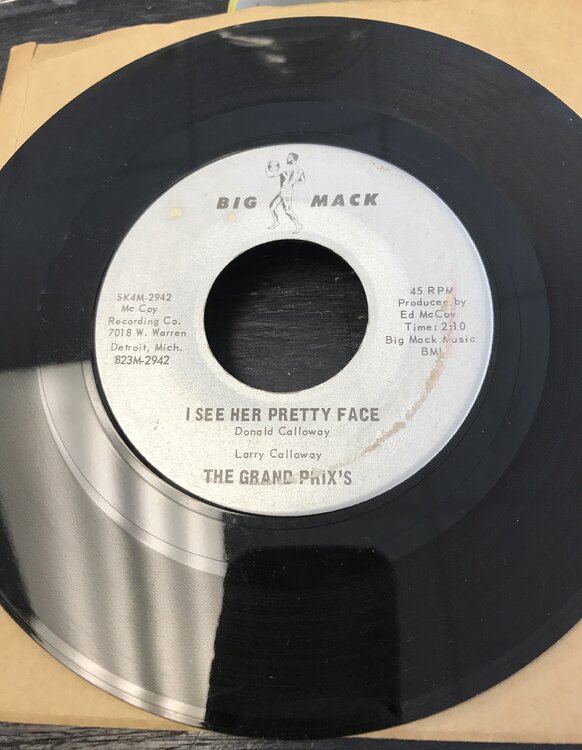 BIG MACK
SK4M-2942
Mc Coy
Recording Co.
7018 W. Warren
Detroit, Mich.
823M-2942
45 RPM
Produced by
Ed McCoy
Time: 2:10
Big Mack Music
BMI
I SEE HER PRETTY FACE
Donald Calloway
Larry Calloway
THE GRAND PRIX'S